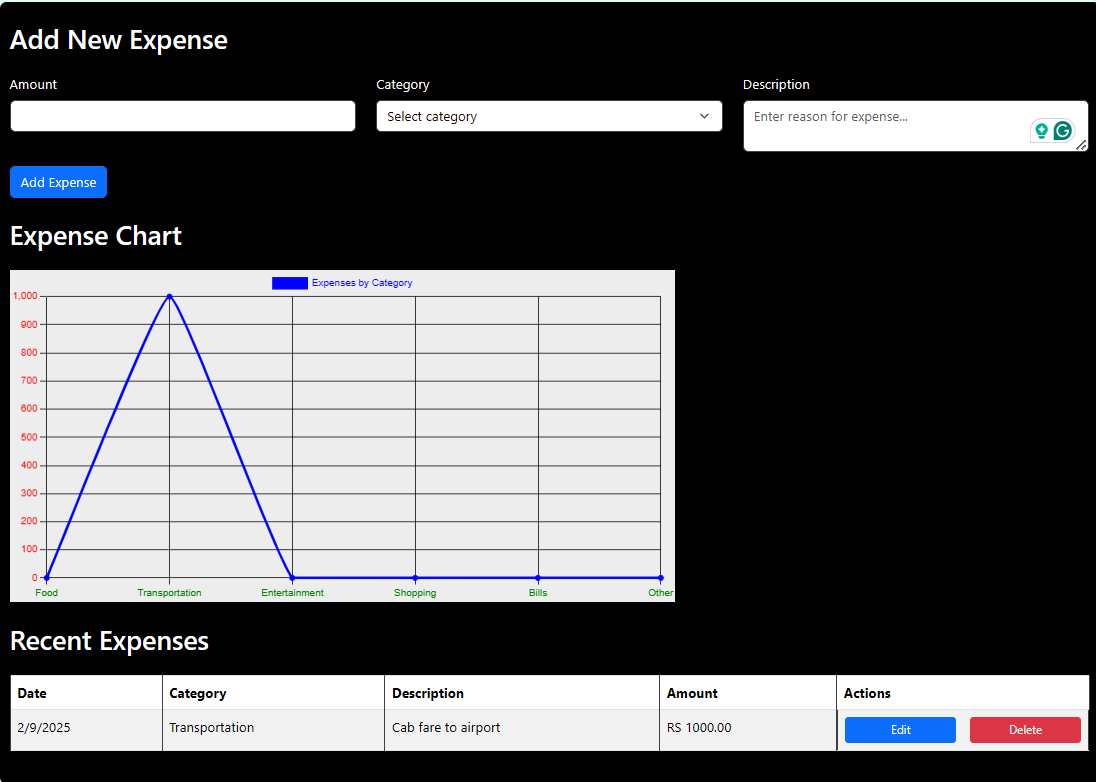 Add New Expense
Amount Category Description
Select category Enter reason for expense...
Add Expense
Expense Chart
Expenses by Category
1,000
900
800
700
600
500
400
300
200
100
0
Food Transportation Entertainment Shopping Bills Other
Recent Expenses
Date Category Description Amount Actions
2/9/2025 Transportation Cab fare to airport RS 1000.00 Edit Delete